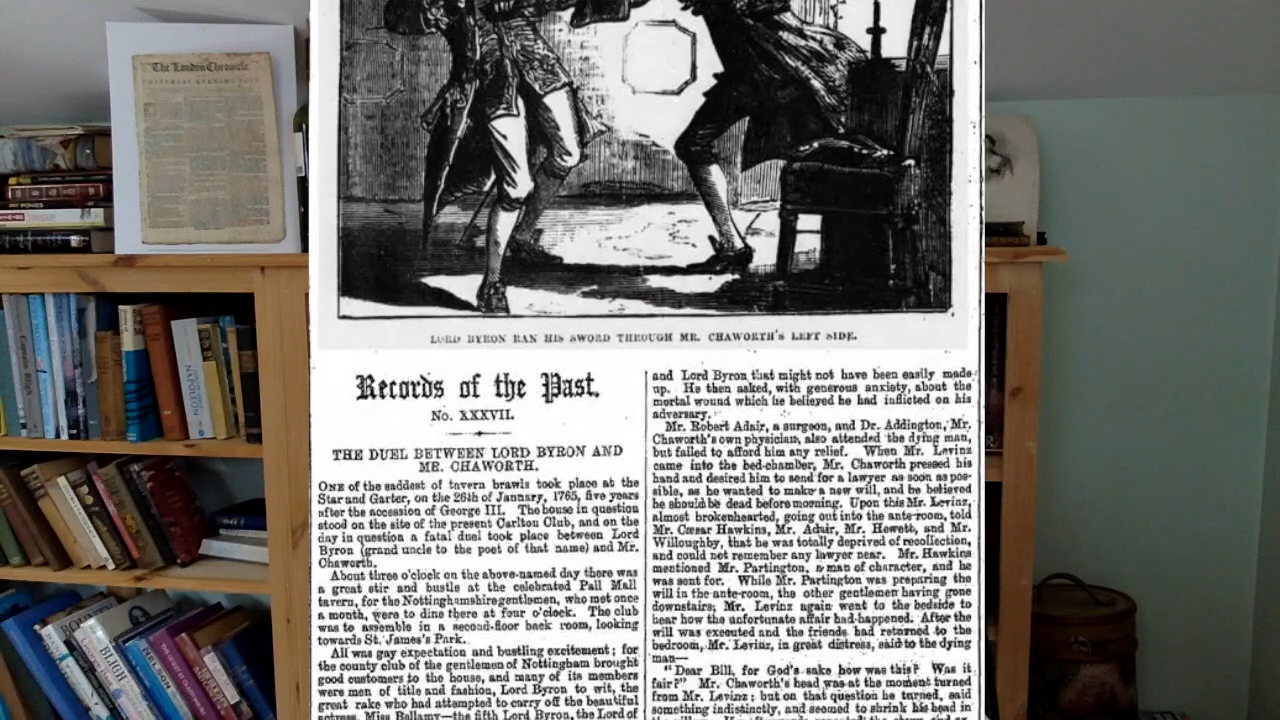 The London Chronicle
NAPOLEON
BLIGH
NELSON
LORD BYRON RAN HIS SWORD THROUGH MR. CHAWORTH'S LEFT SIDE.
Records of the Past.
No. XXXVII.
THE DUEL BETWEEN LORD BYRON AND
MR. CHAWORTH.
ONE of the saddest of tavern brawls took place at the
Star and Garter, on the 26th of January, 1765, five years
after the accession of George III. The house in question
stood on the site of the present Carlton Club, and on the
day in question a fatal duel took place between Lord
Byron (grand uncle to the poet of that name) and Mr.
Chaworth.
About three o'clock on the above-named day there was
a great stir and bustle at the celebrated Pall Mall
tavern, for the Nottinghamshire gentlemen, who met once
a month, were to dine there at four o'clock. The club
was to assemble in a second-floor back room, looking
towards St. James's Park.
All was gay expectation and bustling excitement; for
the county club of the gentlemen of Nottingham brought
good customers to the house, and many of its members
were men of title and fashion, Lord Byron to wit, the
great rake who had attempted to carry off the beautiful
actress, Miss Bellamy—the fifth Lord Byron, the Lord of
and Lord Byron that might not have been easily made
up. He then asked, with generous anxiety, about the
mortal wound which he believed he had inflicted on his
adversary.
Mr. Robert Adair, a surgeon, and Dr. Addington, Mr.
Chaworth's own physician, also attended the dying man,
but failed to afford him any relief. When Mr. Levinz
came into the bed-chamber, Mr. Chaworth pressed his
hand and desired him to send for a lawyer as soon as pos-
sible, as he wanted to make a new will, and he believed
he should be dead before morning. Upon this Mr. Levinz,
almost brokenhearted, going out into the ante-room, told
Mr. Cæsar Hawkins, Mr. Adair, Mr. Hewett, and Mr.
Willoughby, that he was totally deprived of recollection,
and could not remember any lawyer near. Mr. Hawkins
mentioned Mr. Partington, a man of character, and he
was sent for. While Mr. Partington was preparing the
will in the ante-room, the other gentlemen having gone
downstairs, Mr. Levinz again went to the bedside to
hear how the unfortunate affair had happened. After the
will was executed and the friends had returned to the
bedroom, Mr. Levinz, in great distress, said to the dying
man—
"Dear Bill, for God's sake how was this? Was it
fair?" Mr. Chaworth's head was at the moment turned
from Mr. Levinz; but on that question he turned, said
something indistinctly, and seemed to shrink his head in